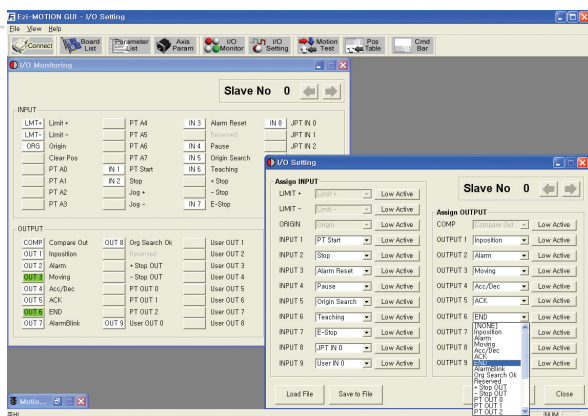 Ezi-MOTION GUI - I/O Setting
File View Help
Connect Board List Parameter List Axis Param I/O Monitor I/O Setting Motion Test Pos Table Cmd Bar
I/O Monitoring
Slave No 0
INPUT
LMT+ Limit + PT A4 IN 3 Alarm Reset IN 8 JPT IN 0
LMT- Limit - PT A5 Reserved JPT IN 1
ORG Origin PT A6 IN 4 Pause JPT IN 2
Clear Pos PT A7 IN 5 Origin Search
PT A0 IN 1 PT Start IN 6 Teaching
PT A1 IN 2 Stop + Stop
PT A2 Jog + - Stop
PT A3 Jog - IN 7 E-Stop
OUTPUT
COMP Compare Out OUT 8 Org Search Ok User OUT 1
OUT 1 Inposition Reserved User OUT 2
OUT 2 Alarm + Stop OUT User OUT 3
OUT 3 Moving - Stop OUT User OUT 4
OUT 4 Acc/Dec PT OUT 0 User OUT 5
OUT 5 ACK PT OUT 1 User OUT 6
OUT 6 END PT OUT 2 User OUT 7
OUT 7 AlarmBlink OUT 9 User OUT 0 User OUT 8
I/O Setting
Slave No 0
Assign INPUT
LIMIT + Limit + Low Active
LIMIT - Limit - Low Active
ORIGIN Origin Low Active
INPUT 1 PT Start Low Active
INPUT 2 Stop Low Active
INPUT 3 Alarm Reset Low Active
INPUT 4 Pause Low Active
INPUT 5 Origin Search Low Active
INPUT 6 Teaching Low Active
INPUT 7 E-Stop Low Active
INPUT 8 JPT IN 0 Low Active
INPUT 9 User IN 0 Low Active
Assign OUTPUT
COMP Compare Out Low Active
OUTPUT 1 Inposition Low Active
OUTPUT 2 Alarm Low Active
OUTPUT 3 Moving Low Active
OUTPUT 4 Acc/Dec Low Active
OUTPUT 5 ACK Low Active
OUTPUT 6 END Low Active
OUTPUT 7 Low Active
OUTPUT 8 Low Active
OUTPUT 9 Low Active
[NONE]
Inposition
Alarm
Moving
Acc/Dec
ACK
END
AlarmBlink
Org Search Ok
Reserved
+ Stop OUT
- Stop OUT
PT OUT 0
PT OUT 1
PT OUT 2
Load File Save to File Close
Motio...
준비 NUM